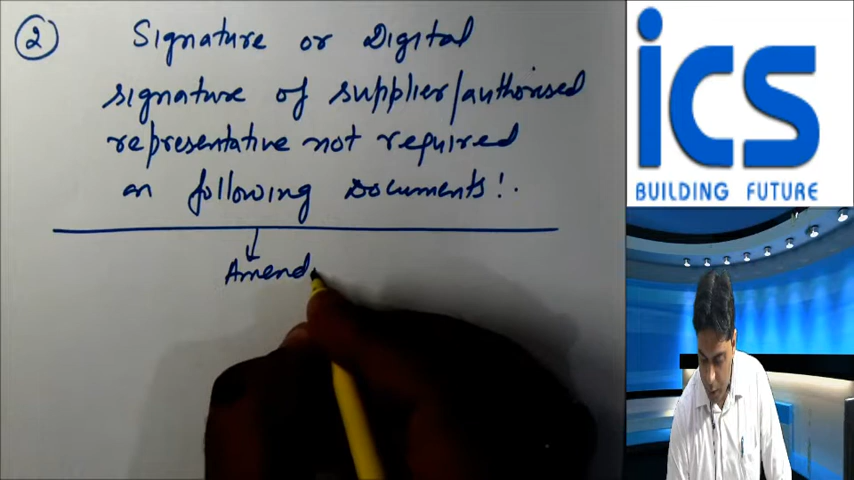 2 Signature or Digital
signature of supplier/authorised
representative not required
on following Documents!.
Amend
ICS
BUILDING FUTURE